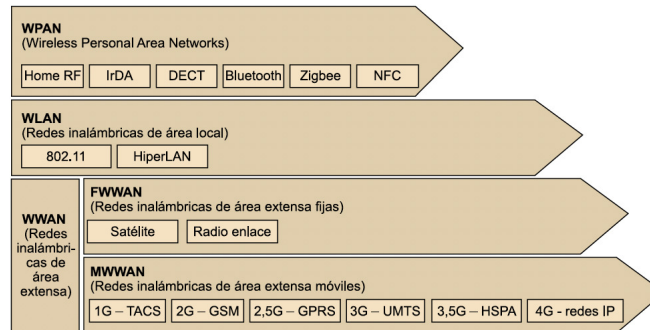 WPAN
(Wireless Personal Area Networks)
Home RF IrDA DECT Bluetooth Zigbee NFC
WLAN
(Redes inalámbricas de área local)
802.11 HiperLAN
WWAN
(Redes
inalámbri-
cas de
área
extensa)
FWWAN
(Redes inalámbricas de área extensa fijas)
Satélite Radio enlace
MWWAN
(Redes inalámbricas de área extensa móviles)
1G – TACS 2G – GSM 2,5G – GPRS 3G – UMTS 3,5G – HSPA 4G - redes IP